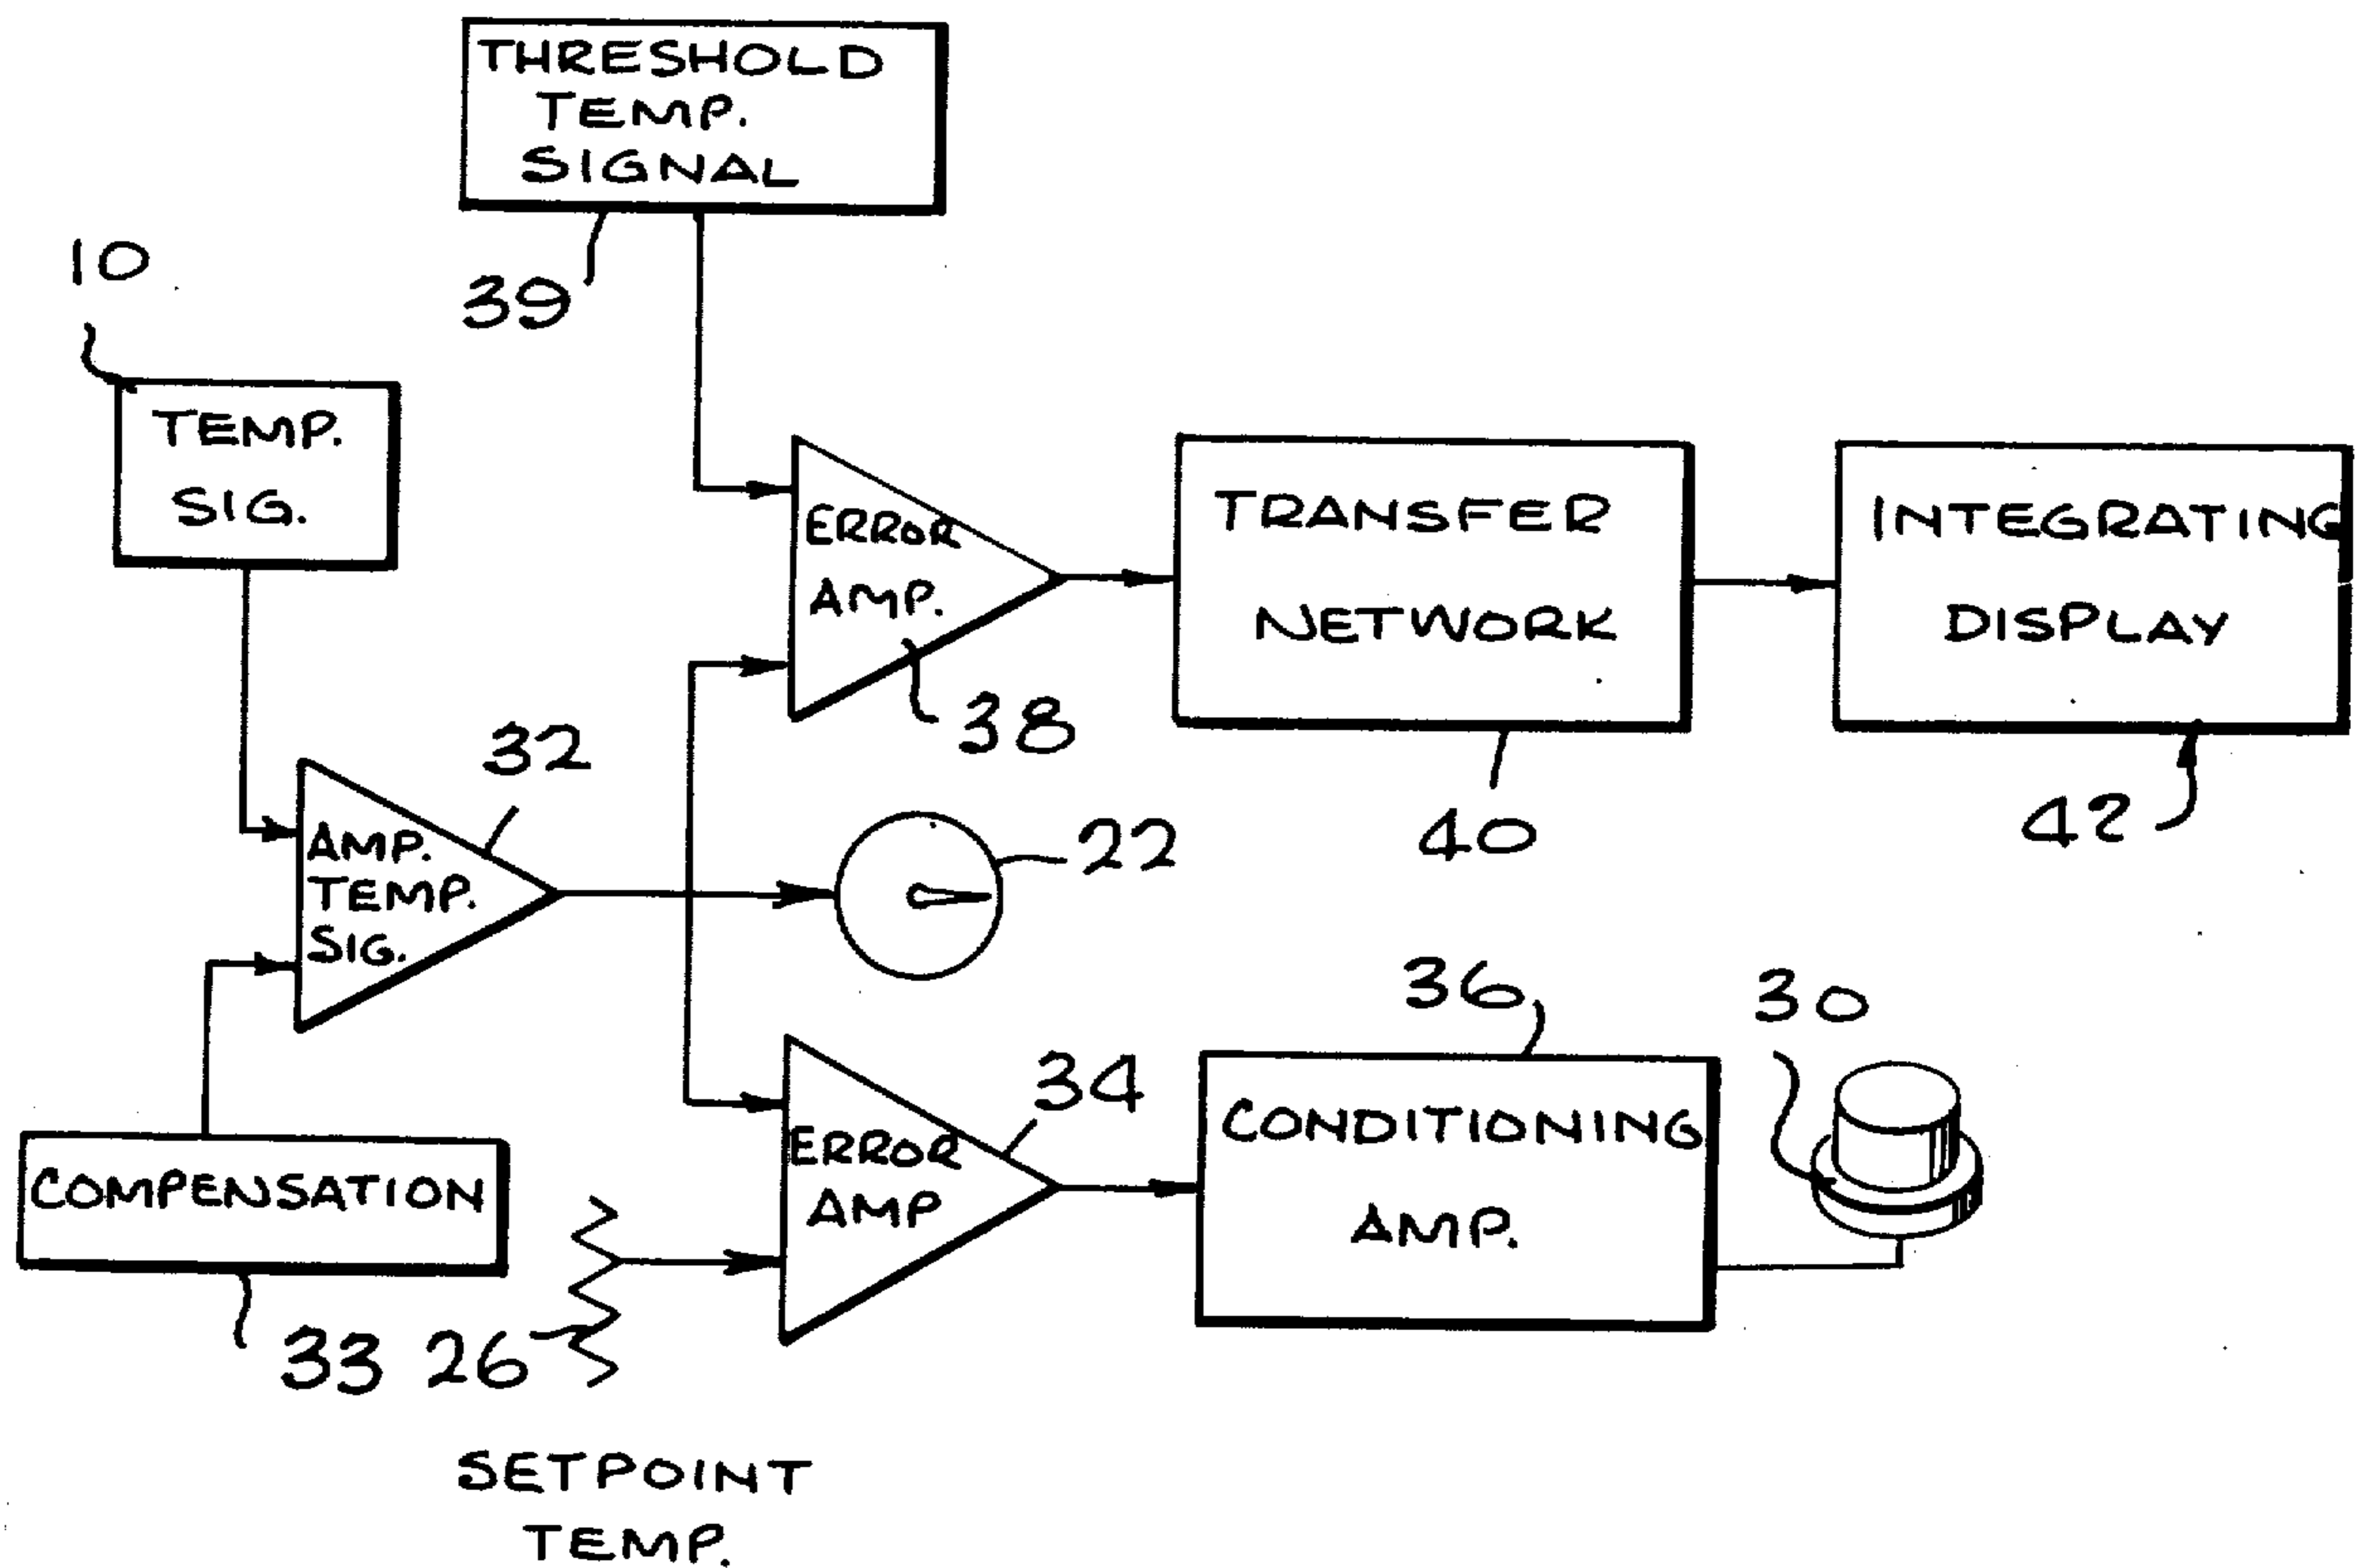 THRESHOLD
TEMP.
SIGNAL
39
10
TEMP.
SIG.
ERROR
AMP.
38
TRANSFER
NETWORK
40
INTEGRATING
DISPLAY
42
32
AMP.
TEMP.
SIG.
22
COMPENSATION
33
26
SETPOINT
TEMP.
ERROR
AMP
34
36
CONDITIONING
AMP.
30